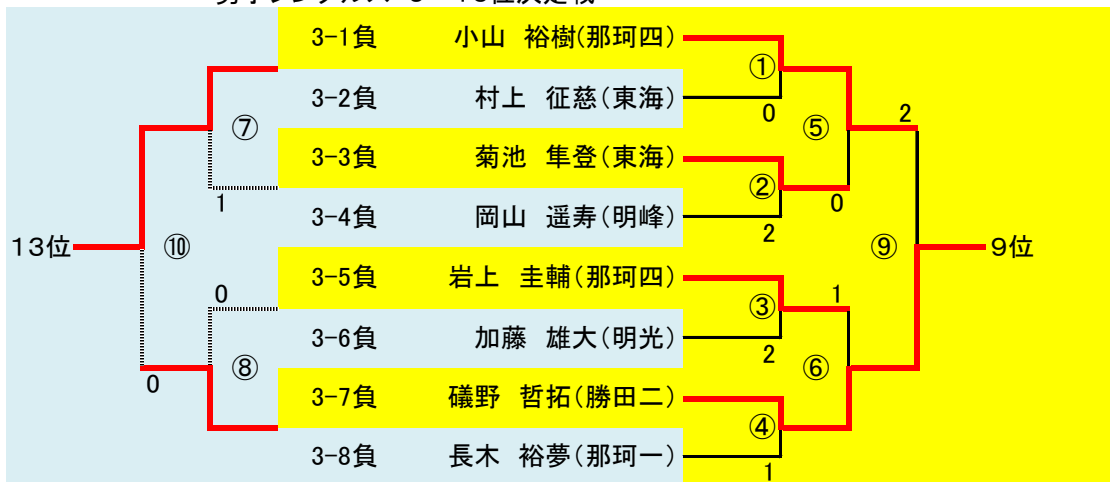 3-1負 小山 裕樹(那珂四)
①
3-2負 村上 征慈(東海)
0
⑦
⑤
2
3-3負 菊池 隼登(東海)
②
1
0
3-4負 岡山 遥寿(明峰)
2
13位
⑩
⑨
9位
3-5負 岩上 圭輔(那珂四)
0
③
1
3-6負 加藤 雄大(明光)
2
⑧
⑥
0
3-7負 礒野 哲拓(勝田二)
④
3-8負 長木 裕夢(那珂一)
1